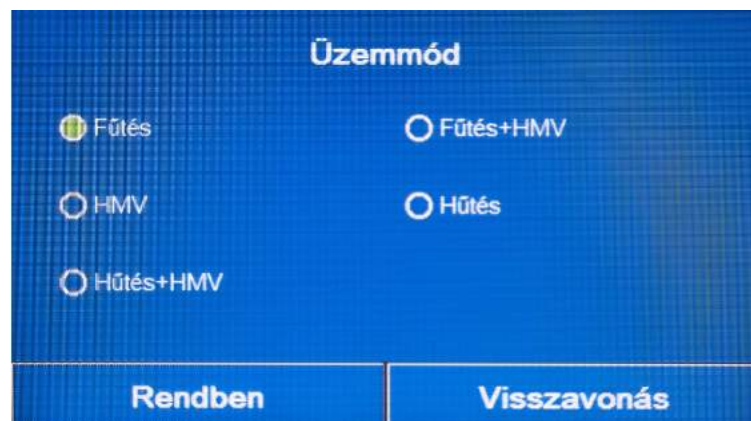 Üzemmód
Fűtés
Fűtés+HMV
HMV
Hűtés
Hűtés+HMV
Rendben
Visszavonás